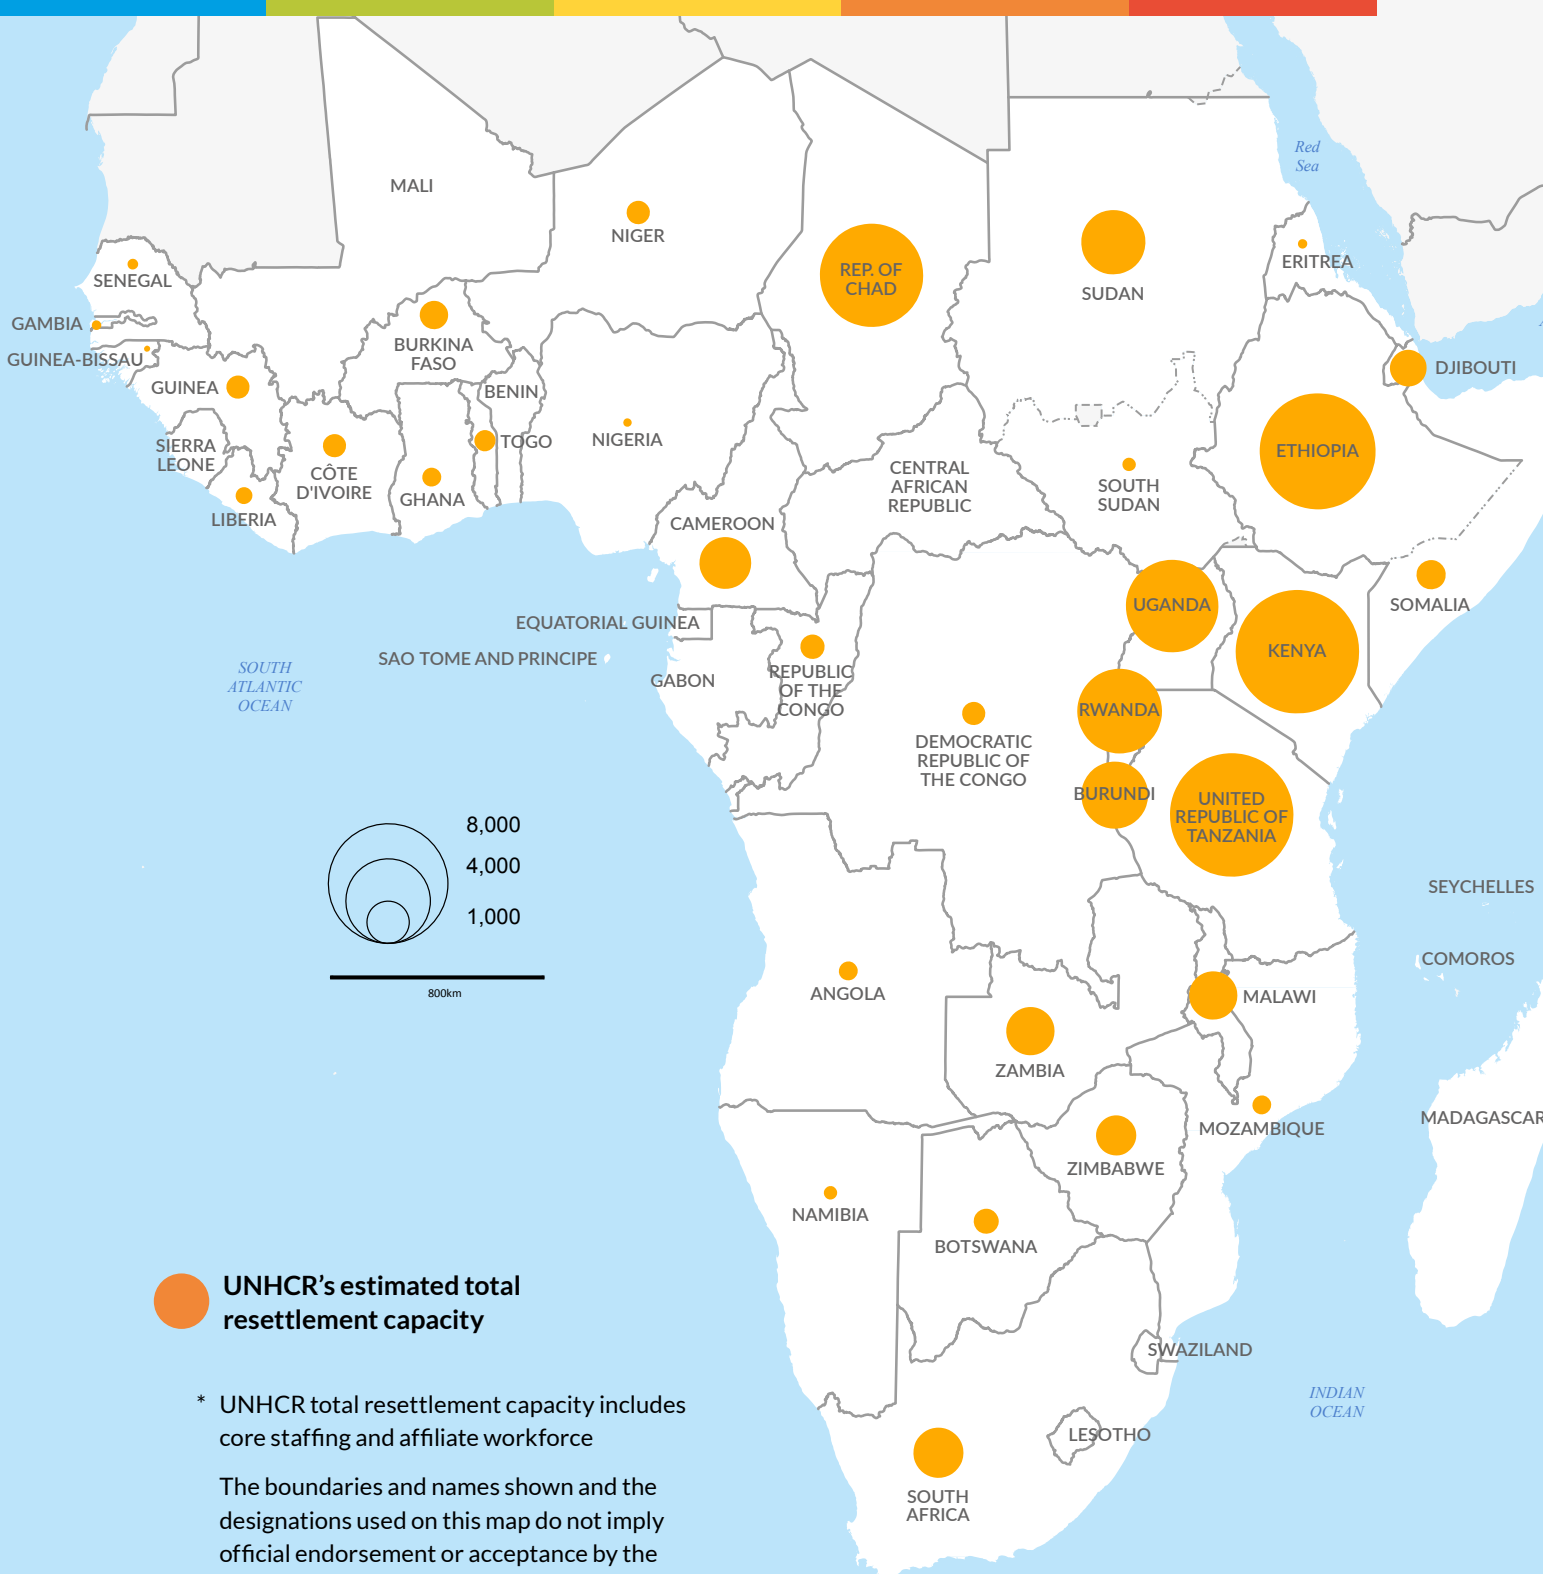 Red
Sea
MALI
NIGER
REP. OF
CHAD
SUDAN
ERITREA
SENEGAL
GAMBIA
GUINEA-BISSAU
BURKINA
FASO
DJIBOUTI
GUINEA
BENIN
SIERRA
LEONE
TOGO
NIGERIA
ETHIOPIA
CÔTE
D'IVOIRE
GHANA
CENTRAL
AFRICAN
REPUBLIC
SOUTH
SUDAN
LIBERIA
CAMEROON
UGANDA
SOMALIA
EQUATORIAL GUINEA
KENYA
SAO TOME AND PRINCIPE
GABON
REPUBLIC
OF THE
CONGO
SOUTH
ATLANTIC
OCEAN
RWANDA
DEMOCRATIC
REPUBLIC OF
THE CONGO
BURUNDI
UNITED
REPUBLIC OF
TANZANIA
8,000
4,000
1,000
800km
SEYCHELLES
COMOROS
ANGOLA
MALAWI
ZAMBIA
MOZAMBIQUE
MADAGASCAR
ZIMBABWE
NAMIBIA
BOTSWANA
UNHCR’s estimated total
resettlement capacity
SWAZILAND
INDIAN
OCEAN
LESOTHO
SOUTH
AFRICA
* UNHCR total resettlement capacity includes
core staffing and affiliate workforce
The boundaries and names shown and the
designations used on this map do not imply
official endorsement or acceptance by the